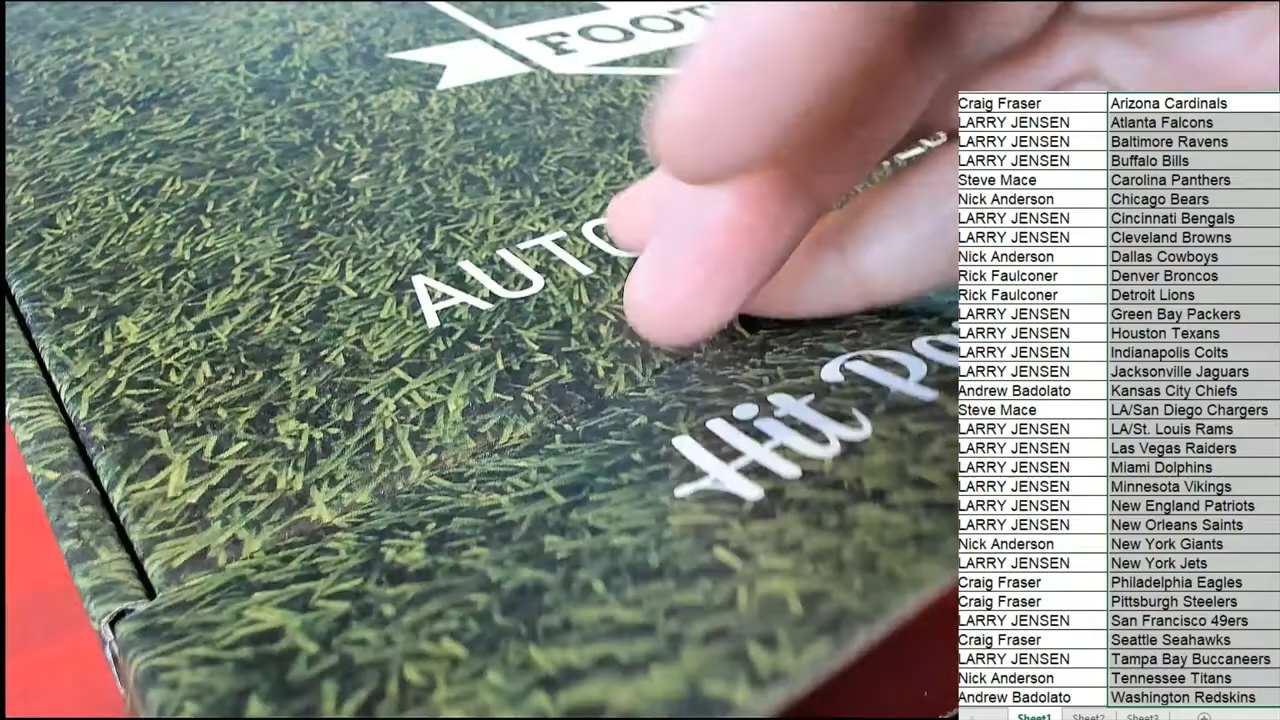 FOOT
AUTO
Hit Po
Craig Fraser Arizona Cardinals
LARRY JENSEN Atlanta Falcons
LARRY JENSEN Baltimore Ravens
LARRY JENSEN Buffalo Bills
Steve Mace Carolina Panthers
Nick Anderson Chicago Bears
LARRY JENSEN Cincinnati Bengals
LARRY JENSEN Cleveland Browns
Nick Anderson Dallas Cowboys
Rick Faulconer Denver Broncos
Rick Faulconer Detroit Lions
LARRY JENSEN Green Bay Packers
LARRY JENSEN Houston Texans
LARRY JENSEN Indianapolis Colts
LARRY JENSEN Jacksonville Jaguars
Andrew Badolato Kansas City Chiefs
Steve Mace LA/San Diego Chargers
LARRY JENSEN LA/St. Louis Rams
LARRY JENSEN Las Vegas Raiders
LARRY JENSEN Miami Dolphins
LARRY JENSEN Minnesota Vikings
LARRY JENSEN New England Patriots
LARRY JENSEN New Orleans Saints
Nick Anderson New York Giants
LARRY JENSEN New York Jets
Craig Fraser Philadelphia Eagles
Craig Fraser Pittsburgh Steelers
LARRY JENSEN San Francisco 49ers
Craig Fraser Seattle Seahawks
LARRY JENSEN Tampa Bay Buccaneers
Nick Anderson Tennessee Titans
Andrew Badolato Washington Redskins
Sheet1 Sheet2 Sheet3